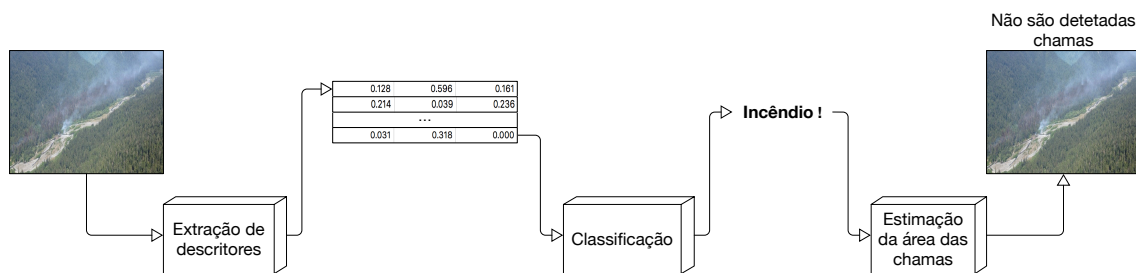 Não são detetadas
chamas
0.128 0.596 0.161
0.214 0.039 0.236
...
0.031 0.318 0.000
Incêndio !
Extração de
descritores
Classificação
Estimação
da área das
chamas